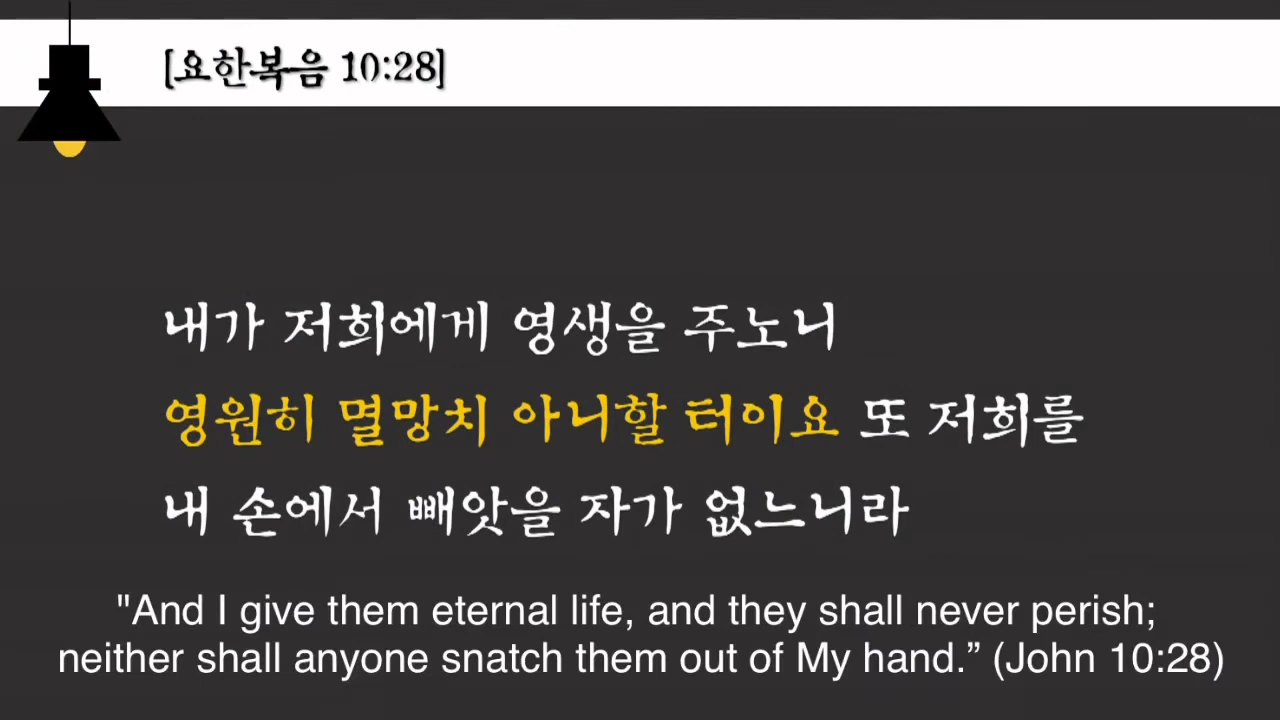 [요한복음 10:28]
내가 저희에게 영생을 주노니
영원히 멸망치 아니할 터이요 또 저희를
내 손에서 빼앗을 자가 없느니라
"And I give them eternal life, and they shall never perish;
neither shall anyone snatch them out of My hand.” (John 10:28)